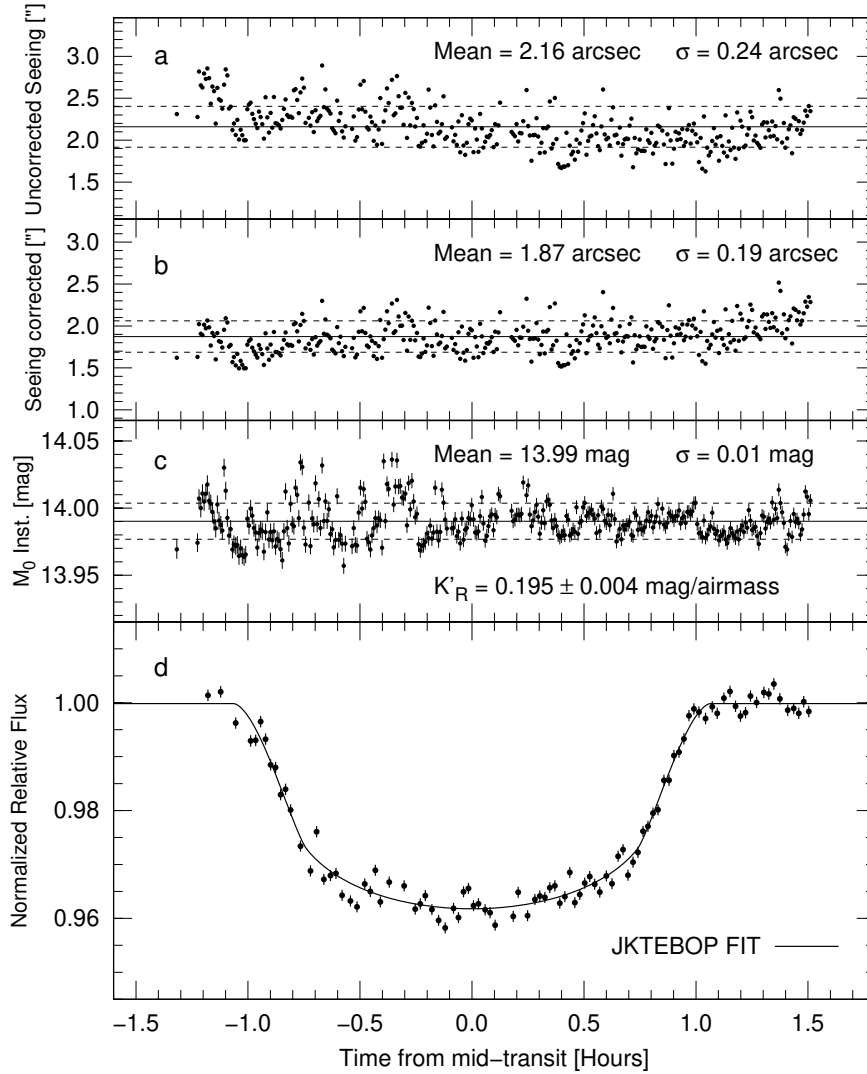 Uncorrected Seeing ["]
3.0
2.5
2.0
1.5
a
Mean = 2.16 arcsec σ = 0.24 arcsec
Seeing corrected ["]
3.0
2.5
2.0
1.5
1.0
b
Mean = 1.87 arcsec σ = 0.19 arcsec
M0 Inst. [mag]
14.05
14.00
13.95
c
Mean = 13.99 mag σ = 0.01 mag
K'R = 0.195 ± 0.004 mag/airmass
Normalized Relative Flux
1.00
0.98
0.96
d
JKTEBOP FIT
−1.5 −1.0 −0.5 0.0 0.5 1.0 1.5
Time from mid−transit [Hours]